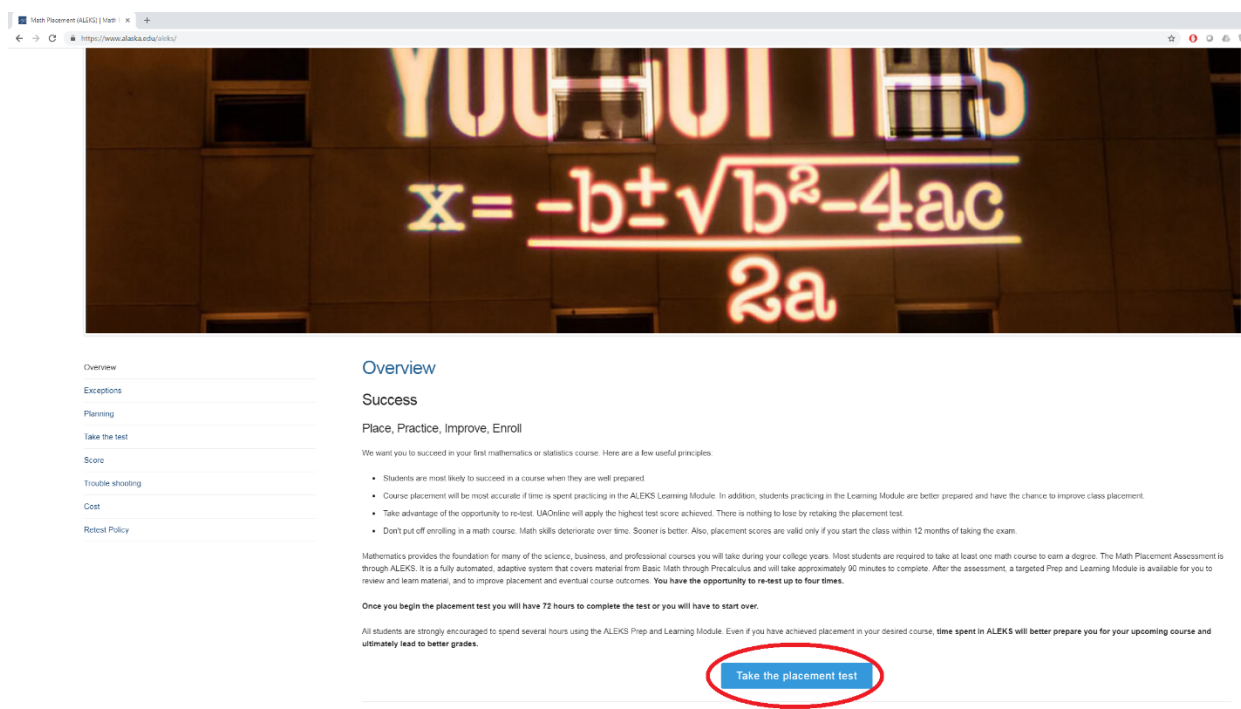 Math Placement (ALEKS) | Math
https://www.alaska.edu/aleks/
YOU GOT THIS
x= -b±√b²-4ac
2a
Overview
Exceptions
Planning
Take the test
Score
Trouble shooting
Cost
Retest Policy
Overview
Success
Place, Practice, Improve, Enroll
We want you to succeed in your first mathematics or statistics course. Here are a few useful principles:
• Students are most likely to succeed in a course when they are well prepared.
• Course placement will be most accurate if time is spent practicing in the ALEKS Learning Module. In addition, students practicing in the Learning Module are better prepared and have the chance to improve class placement.
• Take advantage of the opportunity to re-test. UAOnline will apply the highest test score achieved. There is nothing to lose by retaking the placement test.
• Don't put off enrolling in a math course. Math skills deteriorate over time. Sooner is better. Also, placement scores are valid only if you start the class within 12 months of taking the exam.
Mathematics provides the foundation for many of the science, business, and professional courses you will take during your college years. Most students are required to take at least one math course to earn a degree. The Math Placement Assessment is
through ALEKS. It is a fully automated, adaptive system that covers material from Basic Math through Precalculus and will take approximately 90 minutes to complete. After the assessment, a targeted Prep and Learning Module is available for you to
review and learn material, and to improve placement and eventual course outcomes. You have the opportunity to re-test up to four times.
Once you begin the placement test you will have 72 hours to complete the test or you will have to start over.
All students are strongly encouraged to spend several hours using the ALEKS Prep and Learning Module. Even if you have achieved placement in your desired course, time spent in ALEKS will better prepare you for your upcoming course and
ultimately lead to better grades.
Take the placement test